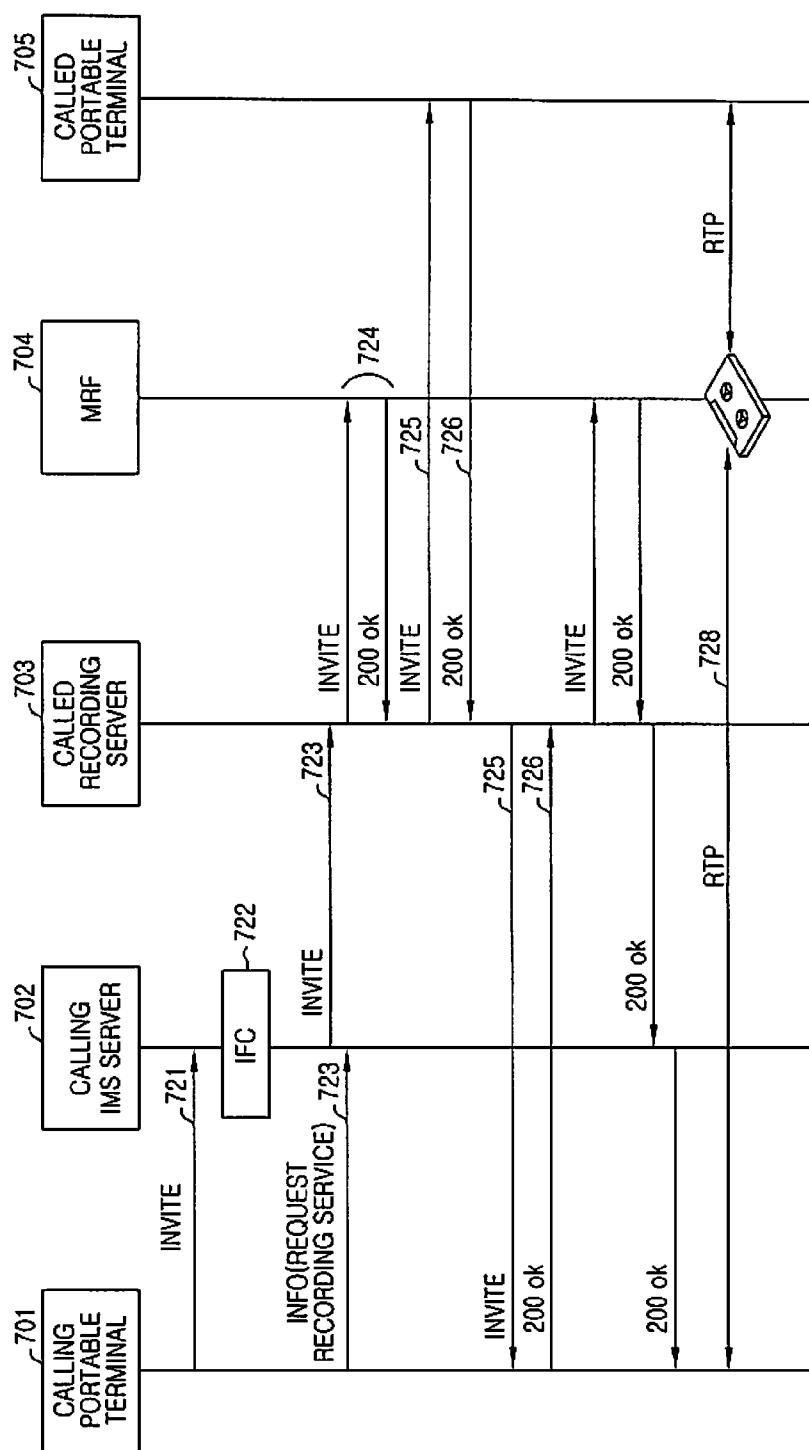 701
CALLING
PORTABLE
TERMINAL
702
CALLING
IMS SERVER
703
CALLED
RECORDING
SERVER
704
MRF
705
CALLED
PORTABLE
TERMINAL
INVITE
721
IFC
722
INVITE
723
INFO(REQUEST
RECORDING SERVICE)
723
INVITE
724
200 ok
INVITE
725
200 ok
726
INVITE
725
200 ok
726
INVITE
200 ok
200 ok
200 ok
RTP
728
RTP